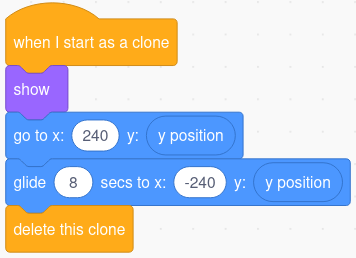 when I start as a clone
show
go to x: 240 y: y position
glide 8 secs to x: -240 y: y position
delete this clone